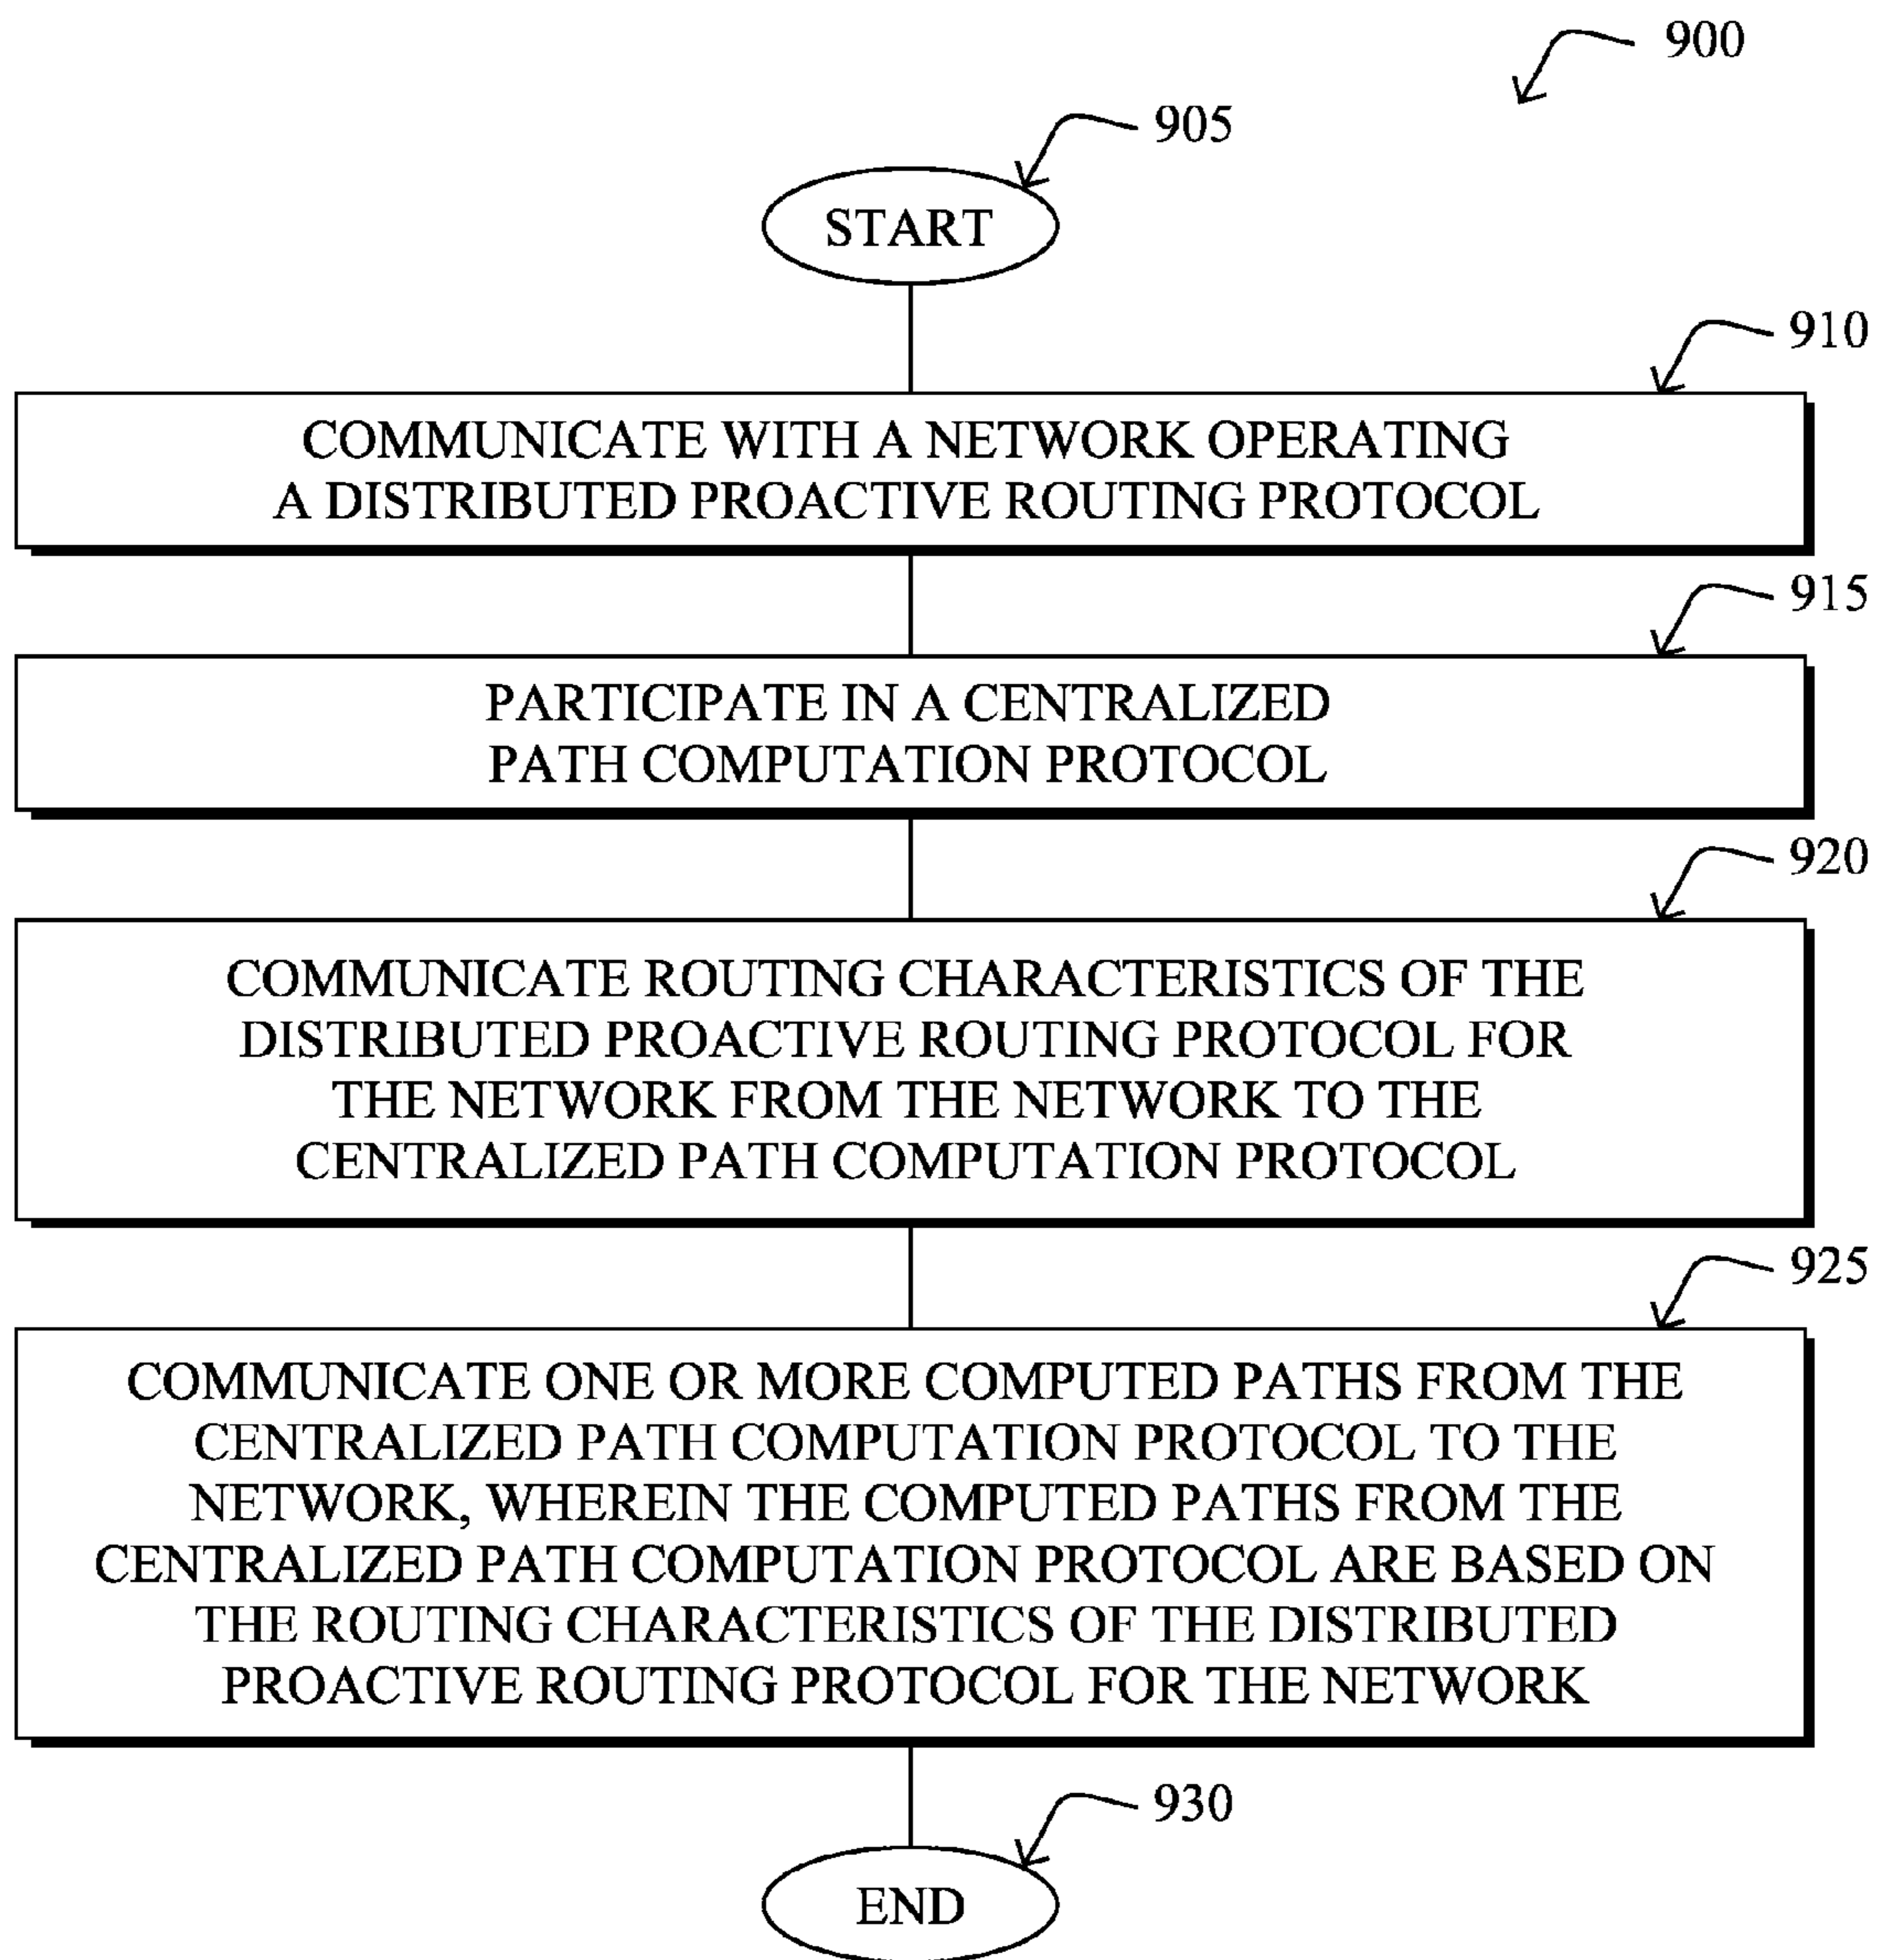 900
905
START
910
COMMUNICATE WITH A NETWORK OPERATING
A DISTRIBUTED PROACTIVE ROUTING PROTOCOL
915
PARTICIPATE IN A CENTRALIZED
PATH COMPUTATION PROTOCOL
920
COMMUNICATE ROUTING CHARACTERISTICS OF THE
DISTRIBUTED PROACTIVE ROUTING PROTOCOL FOR
THE NETWORK FROM THE NETWORK TO THE
CENTRALIZED PATH COMPUTATION PROTOCOL
925
COMMUNICATE ONE OR MORE COMPUTED PATHS FROM THE
CENTRALIZED PATH COMPUTATION PROTOCOL TO THE
NETWORK, WHEREIN THE COMPUTED PATHS FROM THE
CENTRALIZED PATH COMPUTATION PROTOCOL ARE BASED ON
THE ROUTING CHARACTERISTICS OF THE DISTRIBUTED
PROACTIVE ROUTING PROTOCOL FOR THE NETWORK
930
END